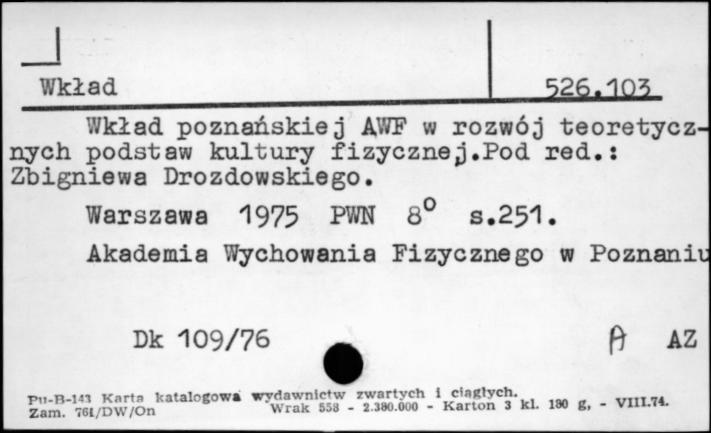 Wkład 526.103
Wkład poznańskiej AWF w rozwój teoretycz-
nych podstaw kultury fizycznej.Pod red.:
Zbigniewa Drozdowskiego.
Warszawa 1975 PWN 8° s.251.
Akademia Wychowania Fizycznego w Poznaniu
Dk 109/76 A AZ
Pu-B-143 Karta katalogowa wydawnictw zwartych i ciągłych.
Zam. 761/DW/On Wrak 558 - 2.380.000 - Karton 3 kl. 180 g, - VIII.74.